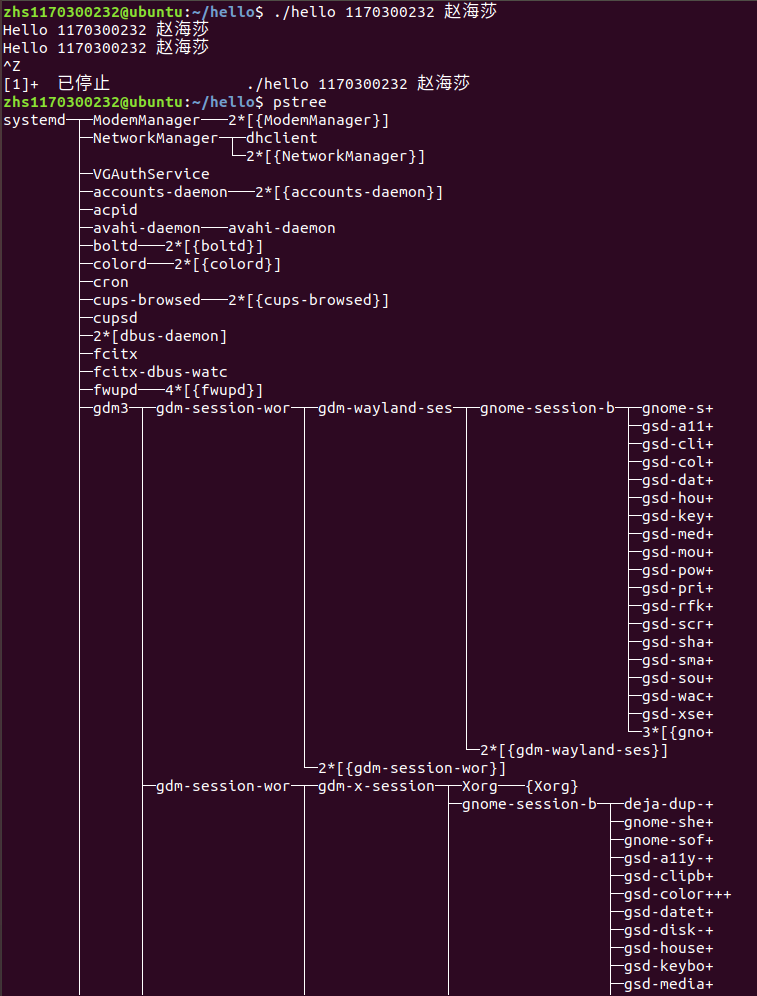 zhs1170300232@ubuntu:~/hello$ ./hello 1170300232 赵海莎
Hello 1170300232 赵海莎
Hello 1170300232 赵海莎
^Z
[1]+  已停止               ./hello 1170300232 赵海莎
zhs1170300232@ubuntu:~/hello$ pstree
systemd─┬─ModemManager───2*[{ModemManager}]
        ├─NetworkManager─┬─dhclient
        │                └─2*[{NetworkManager}]
        ├─VGAuthService
        ├─accounts-daemon───2*[{accounts-daemon}]
        ├─acpid
        ├─avahi-daemon───avahi-daemon
        ├─boltd───2*[{boltd}]
        ├─colord───2*[{colord}]
        ├─cron
        ├─cups-browsed───2*[{cups-browsed}]
        ├─cupsd
        ├─2*[dbus-daemon]
        ├─fcitx
        ├─fcitx-dbus-watc
        ├─fwupd───4*[{fwupd}]
        ├─gdm3─┬─gdm-session-wor─┬─gdm-wayland-ses─┬─gnome-session-b─┬─gnome-s+
        │      │                 │                 │                 ├─gsd-a11+
        │      │                 │                 │                 ├─gsd-cli+
        │      │                 │                 │                 ├─gsd-col+
        │      │                 │                 │                 ├─gsd-dat+
        │      │                 │                 │                 ├─gsd-hou+
        │      │                 │                 │                 ├─gsd-key+
        │      │                 │                 │                 ├─gsd-med+
        │      │                 │                 │                 ├─gsd-mou+
        │      │                 │                 │                 ├─gsd-pow+
        │      │                 │                 │                 ├─gsd-pri+
        │      │                 │                 │                 ├─gsd-rfk+
        │      │                 │                 │                 ├─gsd-scr+
        │      │                 │                 │                 ├─gsd-sha+
        │      │                 │                 │                 ├─gsd-sma+
        │      │                 │                 │                 ├─gsd-sou+
        │      │                 │                 │                 ├─gsd-wac+
        │      │                 │                 │                 ├─gsd-xse+
        │      │                 │                 │                 └─3*[{gno+
        │      │                 │                 └─2*[{gdm-wayland-ses}]
        │      │                 └─2*[{gdm-session-wor}]
        │      ├─gdm-session-wor─┬─gdm-x-session─┬─Xorg───{Xorg}
        │      │                 │               ├─gnome-session-b─┬─deja-dup-+
        │      │                 │               │                 ├─gnome-she+
        │      │                 │               │                 ├─gnome-sof+
        │      │                 │               │                 ├─gsd-a11y-+
        │      │                 │               │                 ├─gsd-clipb+
        │      │                 │               │                 ├─gsd-color+++
        │      │                 │               │                 ├─gsd-datet+
        │      │                 │               │                 ├─gsd-disk-+
        │      │                 │               │                 ├─gsd-house+
        │      │                 │               │                 ├─gsd-keybo+
        │      │                 │               │                 ├─gsd-media+